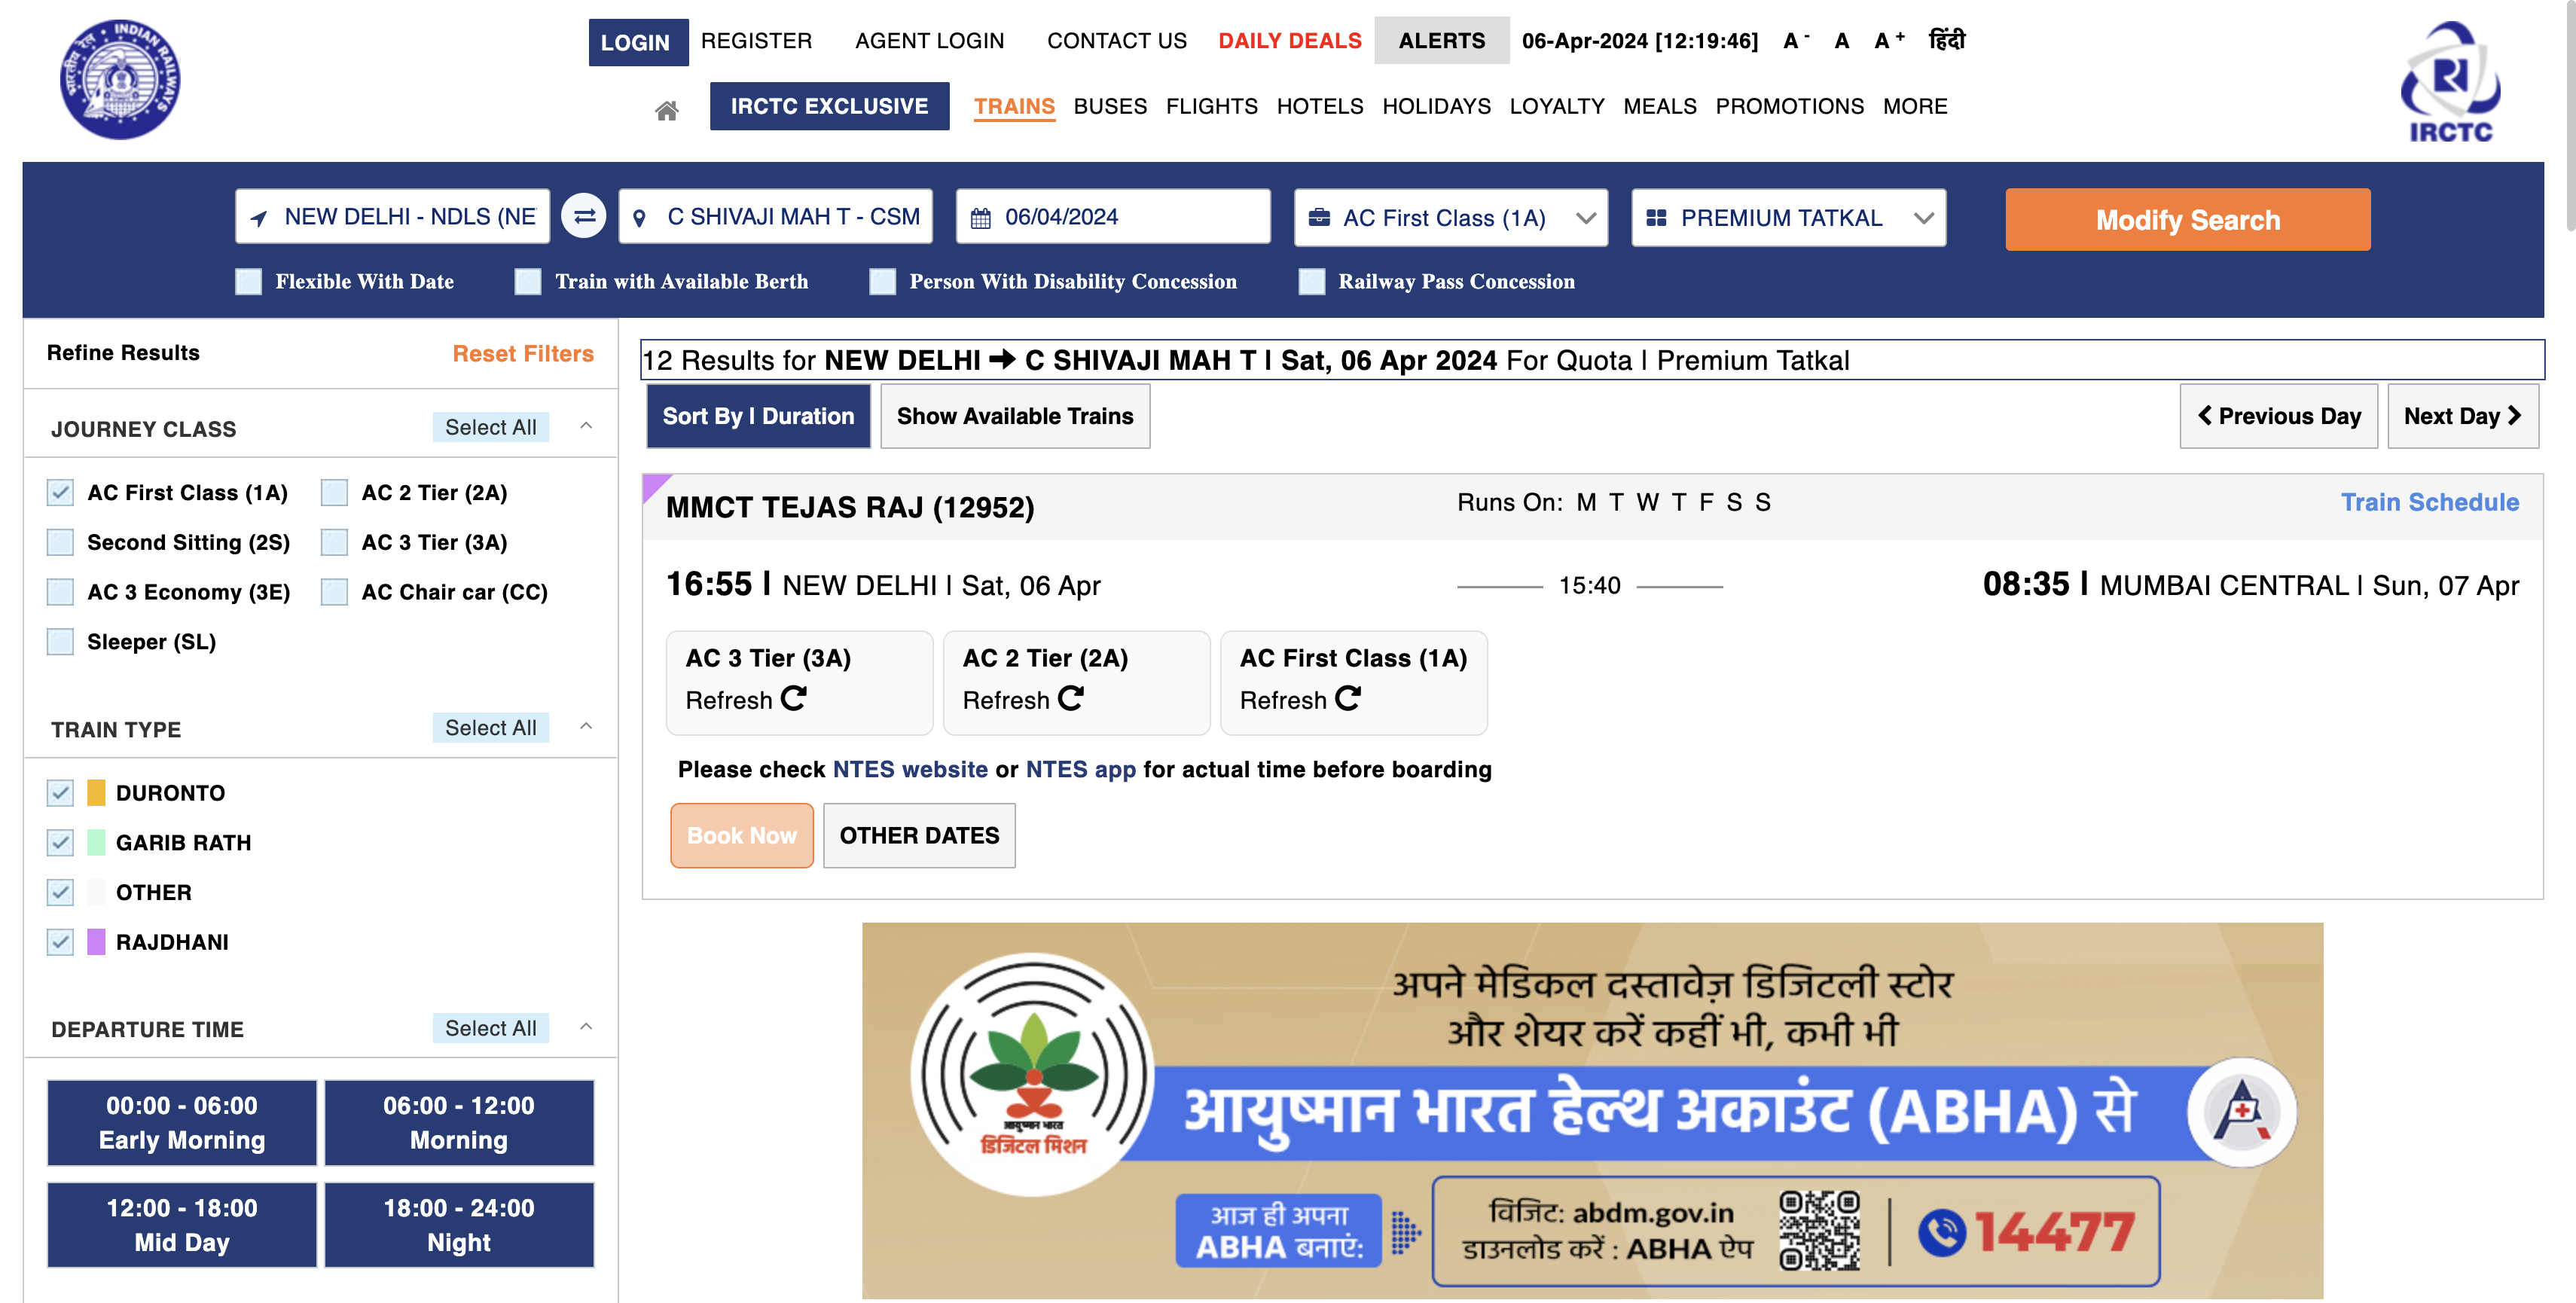 भारतीय रेल • INDIAN RAILWAYS
LOGIN REGISTER AGENT LOGIN CONTACT US DAILY DEALS ALERTS 06-Apr-2024 [12:19:46] A - A A + हिंदी
IRCTC EXCLUSIVE TRAINS BUSES FLIGHTS HOTELS HOLIDAYS LOYALTY MEALS PROMOTIONS MORE
IRCTC
NEW DELHI - NDLS (NE C SHIVAJI MAH T - CSM 06/04/2024 AC First Class (1A) PREMIUM TATKAL Modify Search
Flexible With Date Train with Available Berth Person With Disability Concession Railway Pass Concession
Refine Results Reset Filters
JOURNEY CLASS Select All
AC First Class (1A) AC 2 Tier (2A)
Second Sitting (2S) AC 3 Tier (3A)
AC 3 Economy (3E) AC Chair car (CC)
Sleeper (SL)
TRAIN TYPE Select All
DURONTO
GARIB RATH
OTHER
RAJDHANI
DEPARTURE TIME Select All
00:00 - 06:00
Early Morning
06:00 - 12:00
Morning
12:00 - 18:00
Mid Day
18:00 - 24:00
Night
12 Results for NEW DELHI ➔ C SHIVAJI MAH T | Sat, 06 Apr 2024 For Quota | Premium Tatkal
Sort By | Duration Show Available Trains Previous Day Next Day
MMCT TEJAS RAJ (12952) Runs On: M T W T F S S Train Schedule
16:55 | NEW DELHI | Sat, 06 Apr 15:40 08:35 | MUMBAI CENTRAL | Sun, 07 Apr
AC 3 Tier (3A) AC 2 Tier (2A) AC First Class (1A)
Refresh Refresh Refresh
Please check NTES website or NTES app for actual time before boarding
Book Now OTHER DATES
अपने मेडिकल दस्तावेज़ डिजिटली स्टोर
और शेयर करें कहीं भी, कभी भी
आयुष्मान भारत
डिजिटल मिशन
आयुष्मान भारत हेल्थ अकाउंट (ABHA) से
आज ही अपना
ABHA बनाएं:
विजिट: abdm.gov.in
डाउनलोड करें : ABHA ऐप
14477